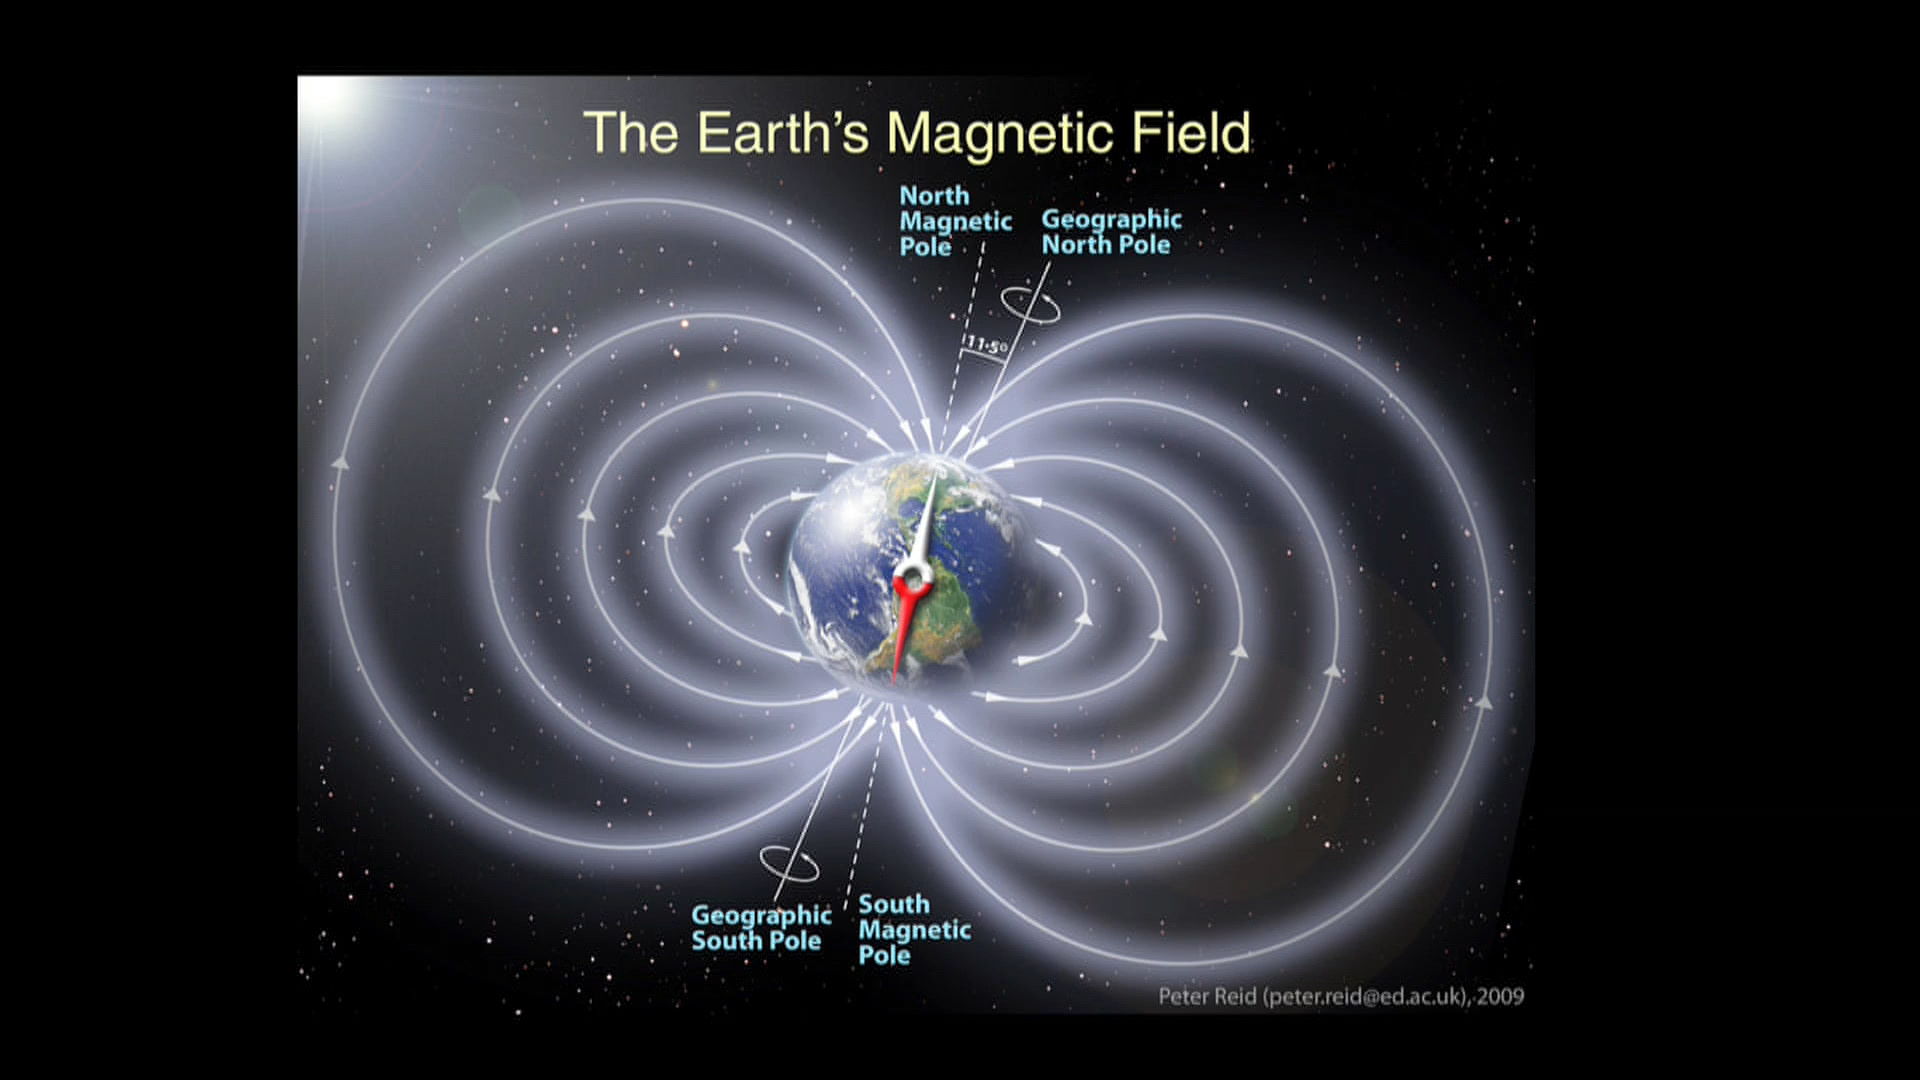 The Earth’s Magnetic Field
North
Magnetic
Pole
Geographic
North Pole
11·5°
Geographic
South Pole
South
Magnetic
Pole
Peter Reid (peter.reid@ed.ac.uk), 2009